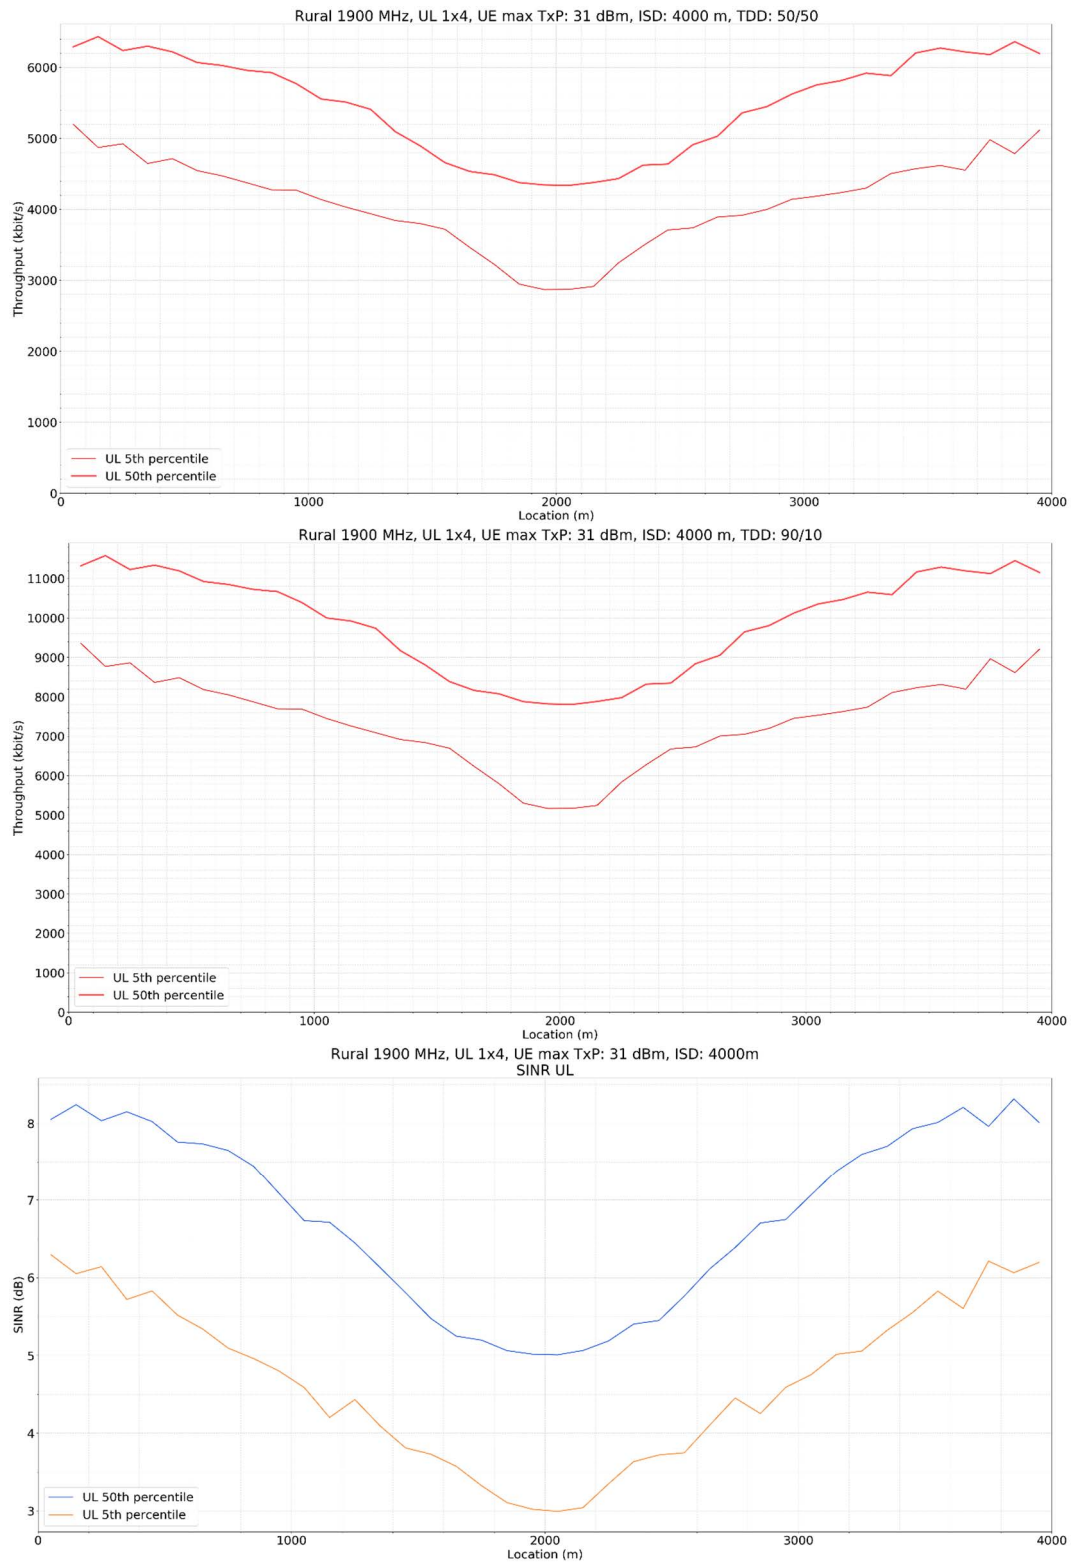 Rural 1900 MHz, UL 1x4, UE max TxP: 31 dBm, ISD: 4000 m, TDD: 50/50
6000
5000
4000
3000
2000
1000
0
Throughput (kbit/s)
UL 5th percentile
UL 50th percentile
0 1000 2000 3000 4000
Location (m)
Rural 1900 MHz, UL 1x4, UE max TxP: 31 dBm, ISD: 4000 m, TDD: 90/10
11000
10000
9000
8000
7000
6000
5000
4000
3000
2000
1000
0
Throughput (kbit/s)
UL 5th percentile
UL 50th percentile
0 1000 2000 3000 4000
Location (m)
Rural 1900 MHz, UL 1x4, UE max TxP: 31 dBm, ISD: 4000m
SINR UL
8
7
6
5
4
3
SINR (dB)
UL 50th percentile
UL 5th percentile
0 1000 2000 3000 4000
Location (m)